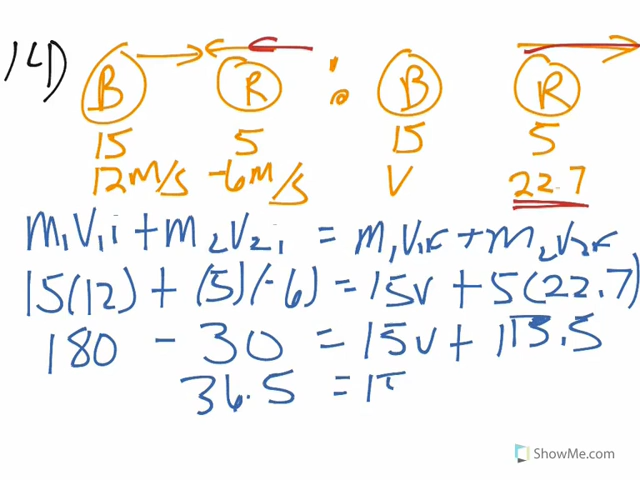 14)
B R : B R
15 5 15 5
12m/s -6m/s V 22.7
m₁V₁i + m₂V₂i = m₁V₁f + m₂V₂f
15(12) + (5)(-6) = 15v + 5(22.7)
180 - 30 = 15v + 113.5
36.5 = 15
ShowMe.com